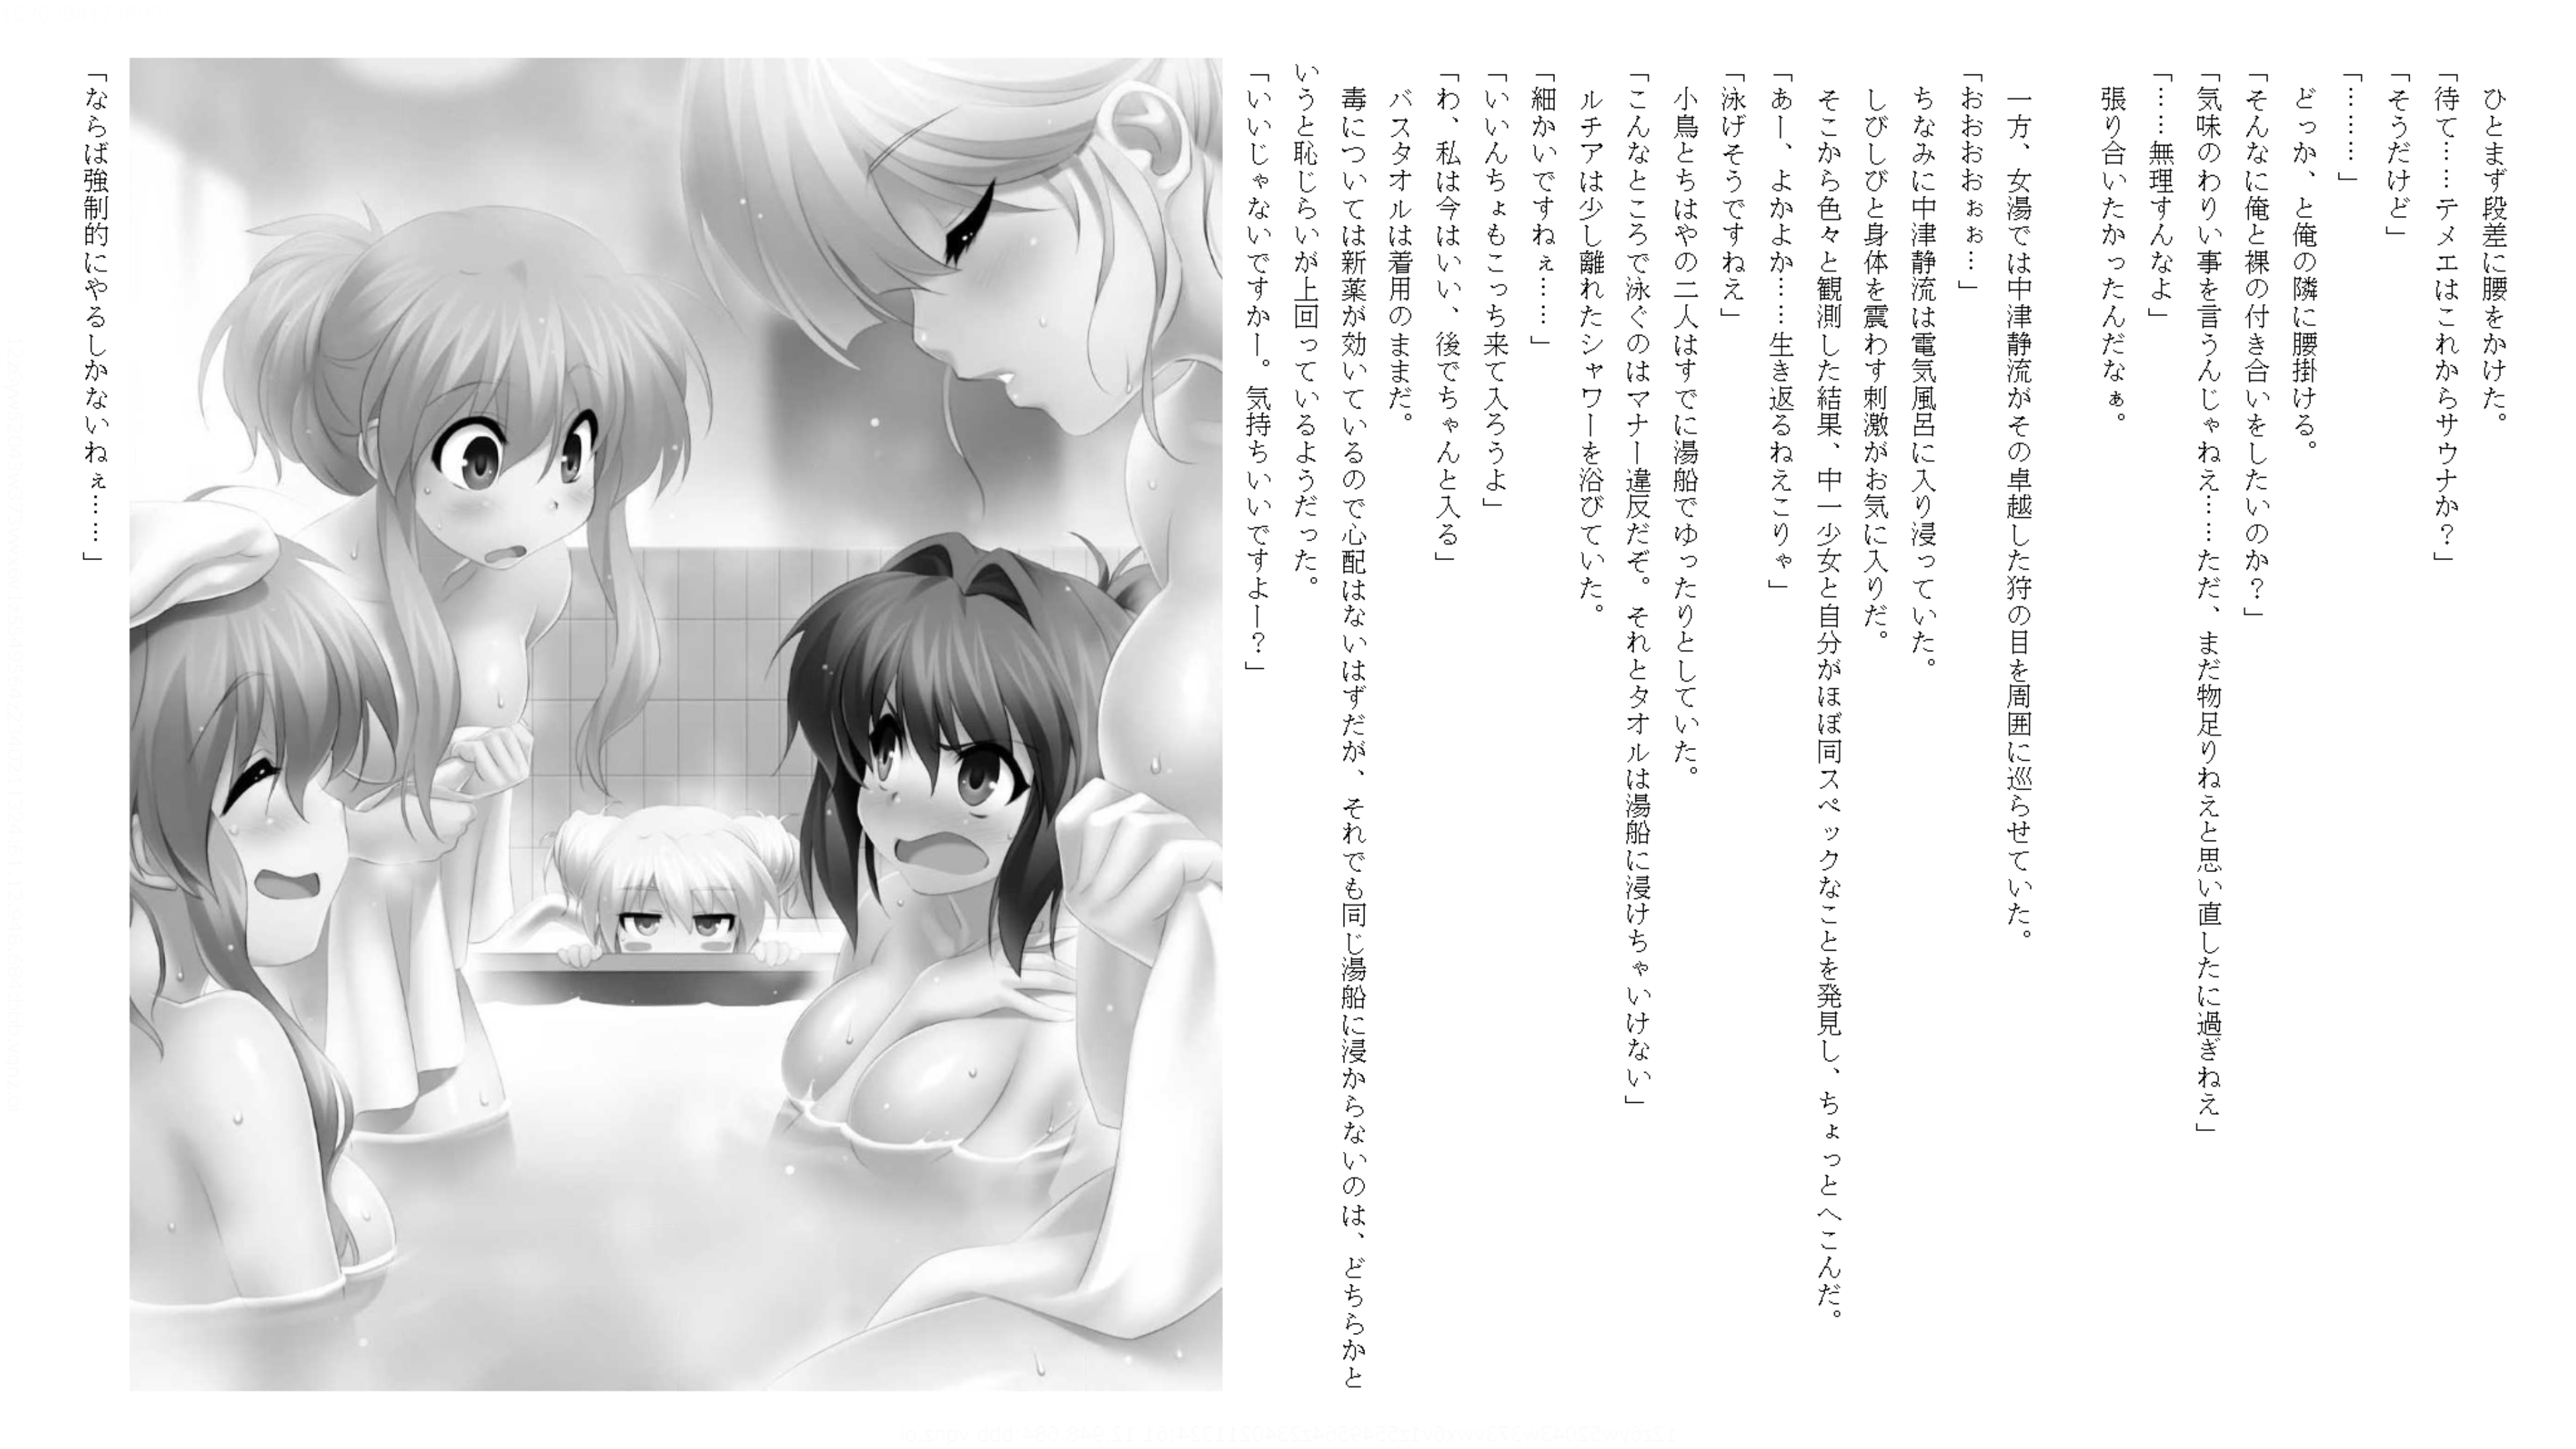 ひとまず段差に腰をかけた。
「待て……テメエはこれからサウナか？」
「そうだけど」
「………」
どっか、と俺の隣に腰掛ける。
「そんなに俺と裸の付き合いをしたいのか？」
「気味のわりい事を言うんじゃねえ……ただ、まだ物足りねえと思い直したに過ぎねえ」
「……無理すんなよ」
張り合いたかったんだなぁ。
一方、女湯では中津静流がその卓越した狩の目を周囲に巡らせていた。
「おおおおぉぉ…」
ちなみに中津静流は電気風呂に入り浸っていた。
しびしびと身体を震わす刺激がお気に入りだ。
そこから色々と観測した結果、中一少女と自分がほぼ同スペックなことを発見し、ちょっとへこんだ。
「あー、よかよか……生き返るねえこりゃ」
「泳げそうですねえ」
小鳥とちはやの二人はすでに湯船でゆったりとしていた。
「こんなところで泳ぐのはマナー違反だぞ。それとタオルは湯船に浸けちゃいけない」
ルチアは少し離れたシャワーを浴びていた。
「細かいですねぇ……」
「いいんちょもこっち来て入ろうよ」
「わ、私は今はいい、後でちゃんと入る」
バスタオルは着用のままだ。
毒については新薬が効いているので心配はないはずだが、それでも同じ湯船に浸からないのは、どちらかと
いうと恥じらいが上回っているようだった。
「いいじゃないですかー。気持ちいいですよー？」
「ならば強制的にやるしかないねぇ……」